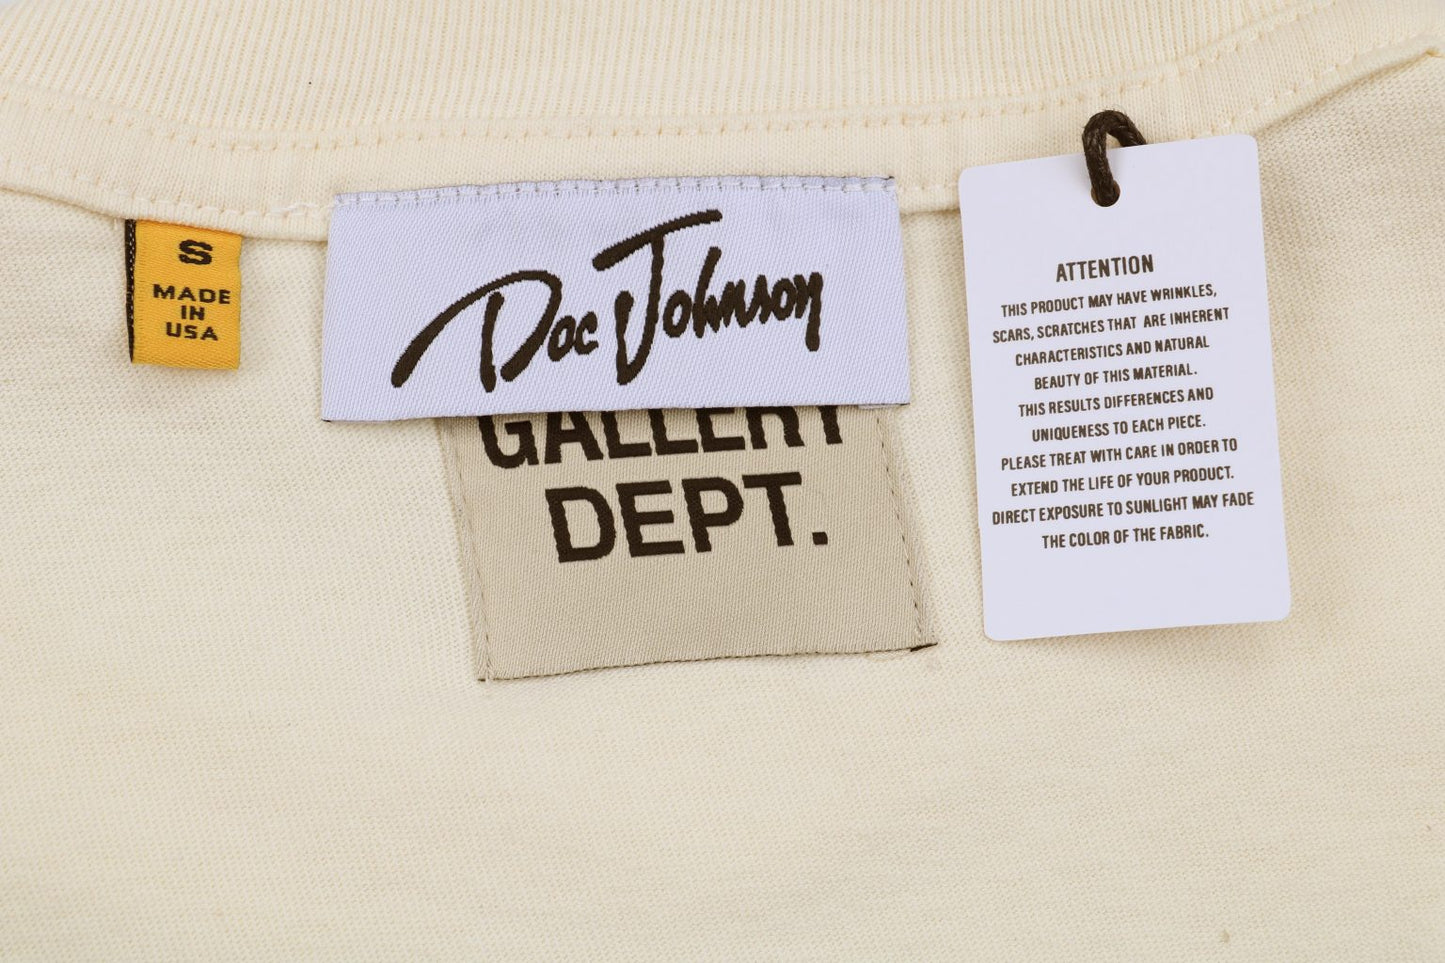 S
MADE
IN
USA
Doc Johnson
GALLERY
DEPT.
ATTENTION
THIS PRODUCT MAY HAVE WRINKLES,
SCARS, SCRATCHES THAT ARE INHERENT
CHARACTERISTICS AND NATURAL
BEAUTY OF THIS MATERIAL.
THIS RESULTS DIFFERENCES AND
UNIQUENESS TO EACH PIECE.
PLEASE TREAT WITH CARE IN ORDER TO
EXTEND THE LIFE OF YOUR PRODUCT.
DIRECT EXPOSURE TO SUNLIGHT MAY FADE
THE COLOR OF THE FABRIC.